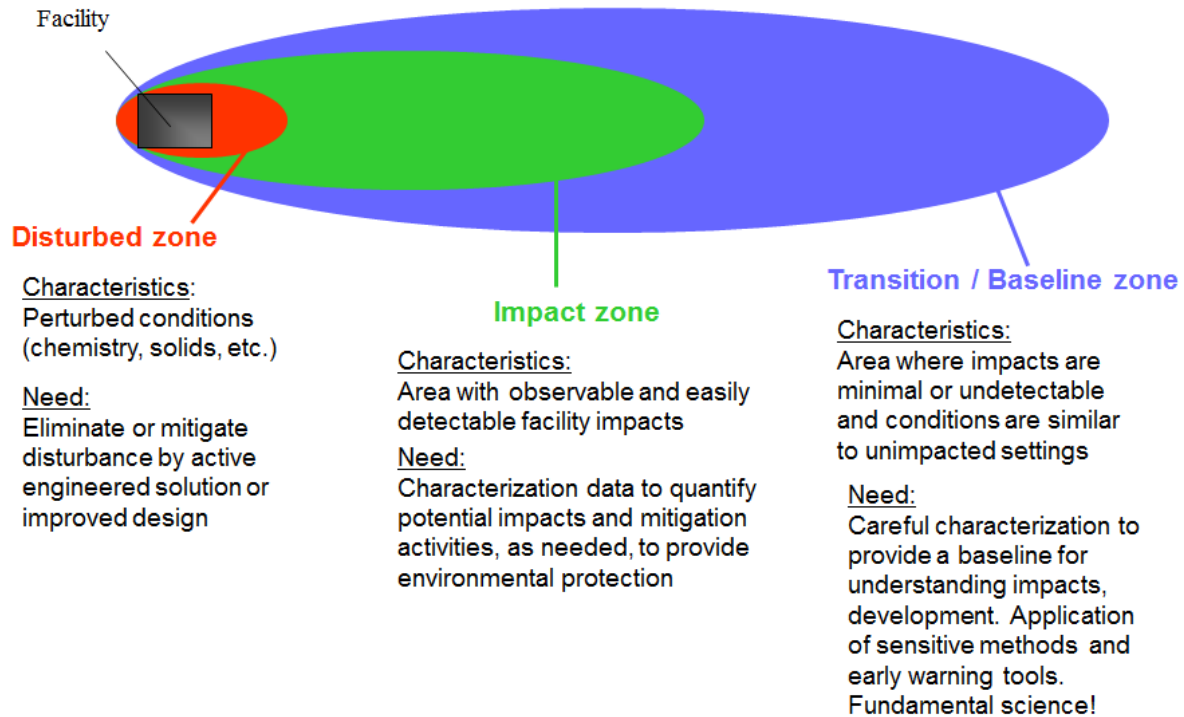 Facility
Disturbed zone
Characteristics:
Perturbed conditions
(chemistry, solids, etc.)
Need:
Eliminate or mitigate
disturbance by active
engineered solution or
improved design
Impact zone
Characteristics:
Area with observable and easily
detectable facility impacts
Need:
Characterization data to quantify
potential impacts and mitigation
activities, as needed, to provide
environmental protection
Transition / Baseline zone
Characteristics:
Area where impacts are
minimal or undetectable
and conditions are similar
to unimpacted settings
Need:
Careful characterization to
provide a baseline for
understanding impacts,
development. Application
of sensitive methods and
early warning tools.
Fundamental science!